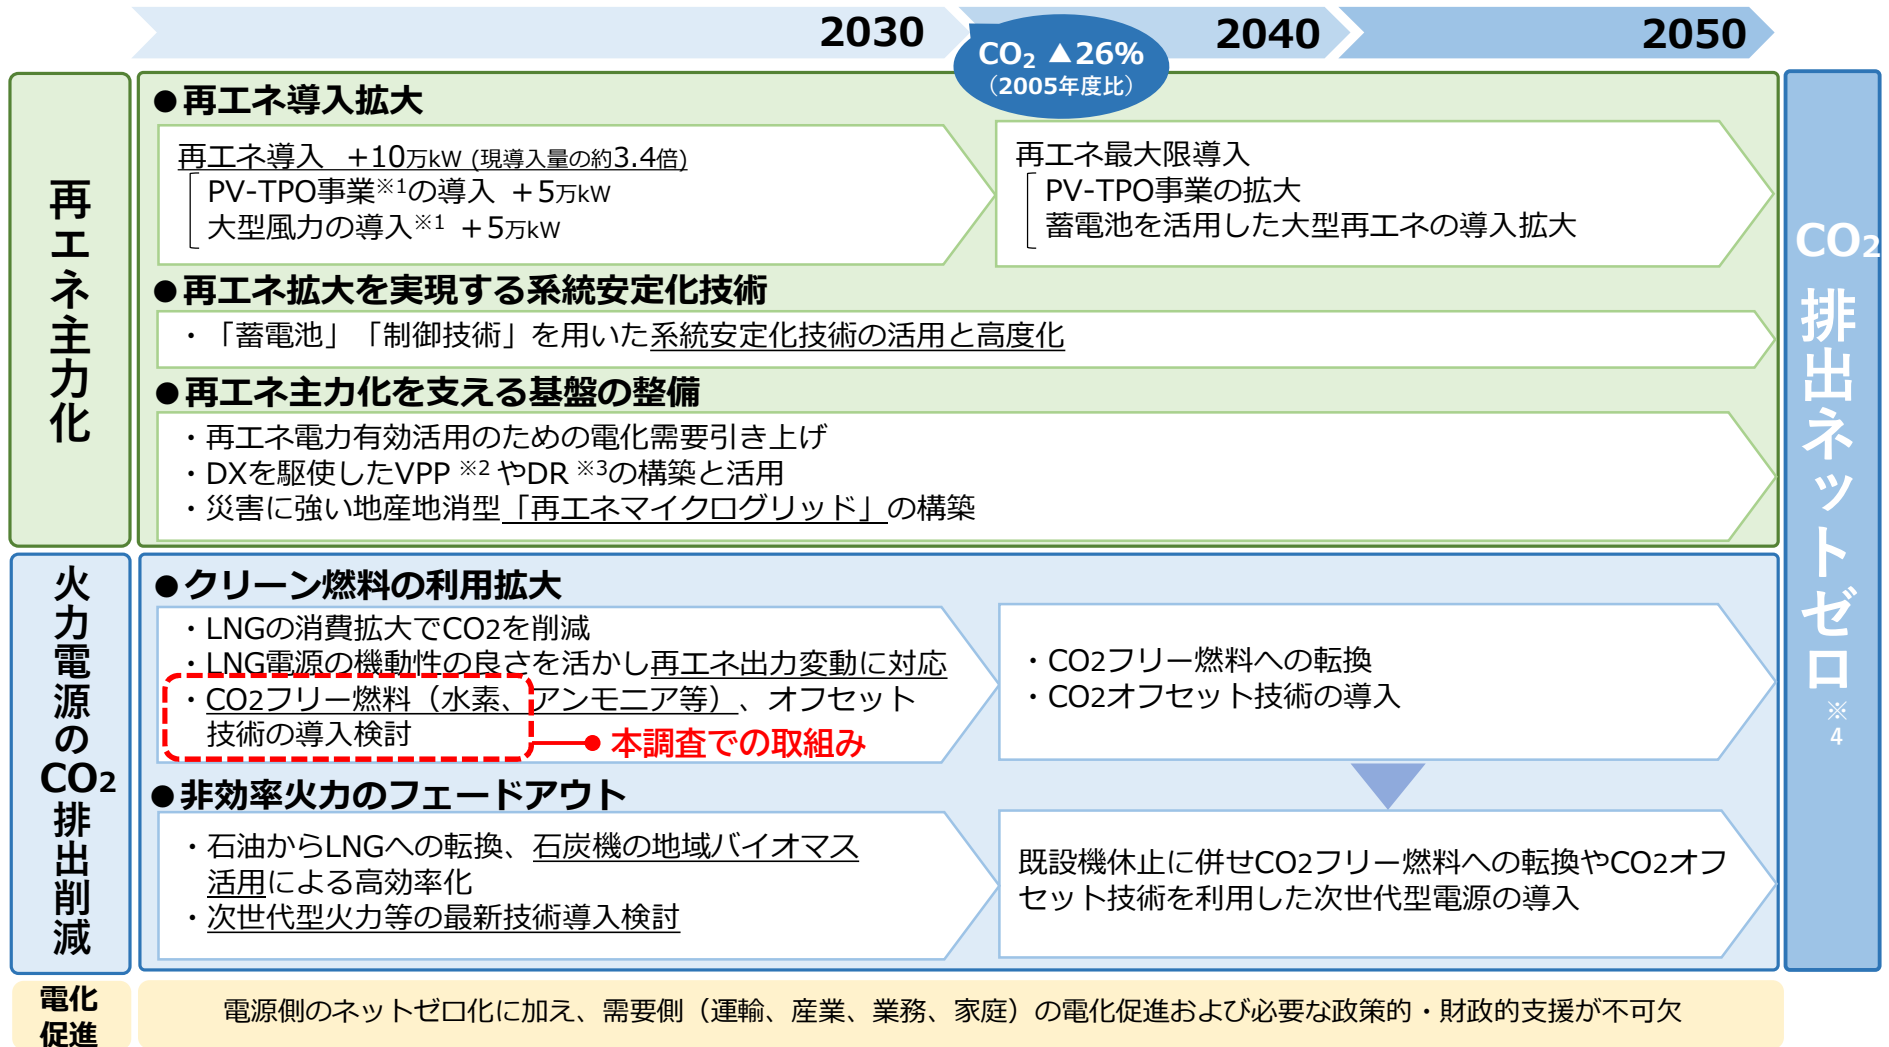 2030
2040
2050
CO₂ ▲26%
（2005年度比）
再エネ主力化
●再エネ導入拡大
再エネ導入 +10万kW (現導入量の約3.4倍)
PV-TPO事業※1の導入 +5万kW
大型風力の導入※1 +5万kW
再エネ最大限導入
PV-TPO事業の拡大
蓄電池を活用した大型再エネの導入拡大
●再エネ拡大を実現する系統安定化技術
・「蓄電池」「制御技術」を用いた系統安定化技術の活用と高度化
●再エネ主力化を支える基盤の整備
・再エネ電力有効活用のための電化需要引き上げ
・DXを駆使したVPP ※2 やDR ※3の構築と活用
・災害に強い地産地消型「再エネマイクログリッド」の構築
火力電源のCO2排出削減
●クリーン燃料の利用拡大
・LNGの消費拡大でCO2を削減
・LNG電源の機動性の良さを活かし再エネ出力変動に対応
・CO2フリー燃料（水素、アンモニア等）、オフセット
技術の導入検討
本調査での取組み
・CO2フリー燃料への転換
・CO2オフセット技術の導入
●非効率火力のフェードアウト
・石油からLNGへの転換、石炭機の地域バイオマス
活用による高効率化
・次世代型火力等の最新技術導入検討
既設機休止に併せCO2フリー燃料への転換やCO2オフ
セット技術を利用した次世代型電源の導入
CO2排出ネットゼロ※4
電化
促進
電源側のネットゼロ化に加え、需要側（運輸、産業、業務、家庭）の電化促進および必要な政策的・財政的支援が不可欠